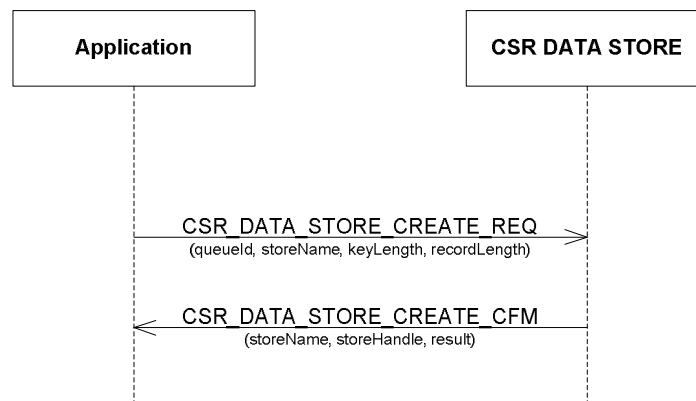 Application
CSR DATA STORE
CSR_DATA_STORE_CREATE_REQ
(queueId, storeName, keyLength, recordLength)
CSR_DATA_STORE_CREATE_CFM
(storeName, storeHandle, result)